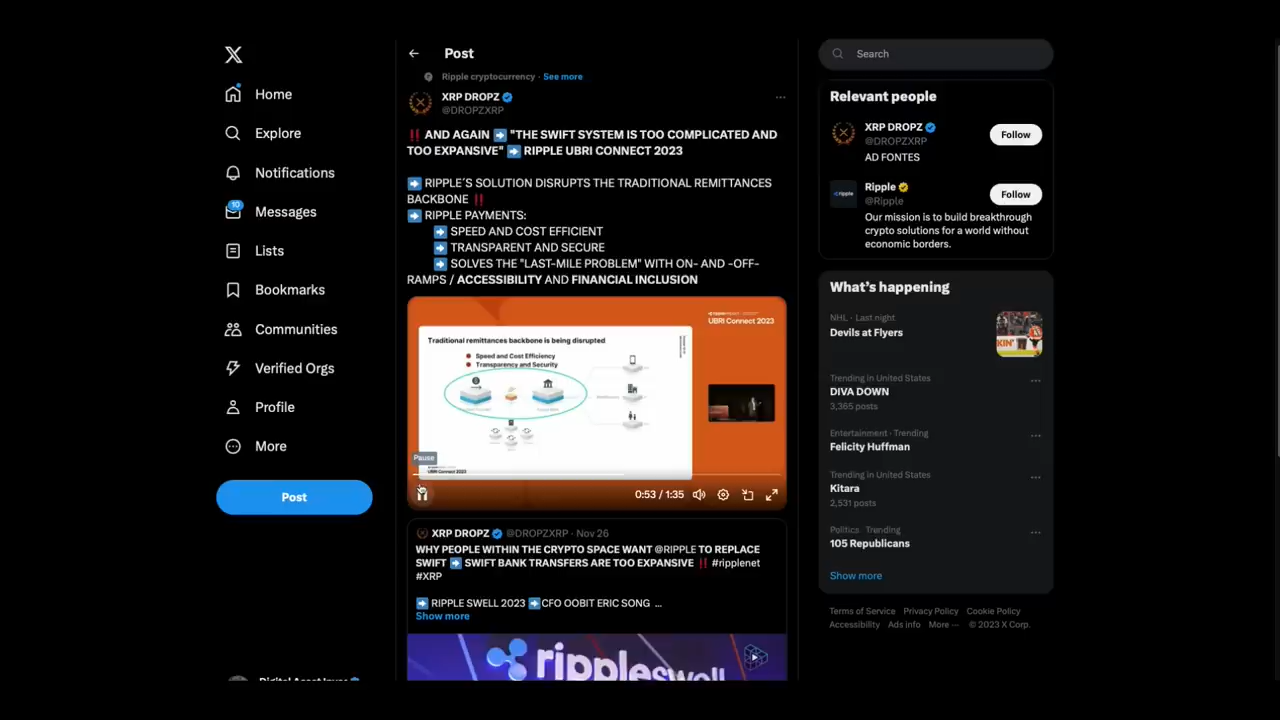 Home
Explore
Notifications
10
Messages
Lists
Bookmarks
Communities
Verified Orgs
Profile
More
Post
Post
Ripple cryptocurrency · See more
XRP DROPZ
@DROPZXRP
‼️ AND AGAIN ➡️ "THE SWIFT SYSTEM IS TOO COMPLICATED AND
TOO EXPANSIVE" ➡️ RIPPLE UBRI CONNECT 2023
➡️ RIPPLE´S SOLUTION DISRUPTS THE TRADITIONAL REMITTANCES
BACKBONE ‼️
➡️ RIPPLE PAYMENTS:
➡️ SPEED AND COST EFFICIENT
➡️ TRANSPARENT AND SECURE
➡️ SOLVES THE "LAST-MILE PROBLEM" WITH ON- AND -OFF-
RAMPS / ACCESSIBILITY AND FINANCIAL INCLUSION
UBRI Connect 2023
Traditional remittances backbone is being disrupted
Speed and Cost Efficiency
Transparency and Security
UBRI Connect 2023
Pause
0:53 / 1:35
XRP DROPZ @DROPZXRP · Nov 26
WHY PEOPLE WITHIN THE CRYPTO SPACE WANT @RIPPLE TO REPLACE
SWIFT ➡️ SWIFT BANK TRANSFERS ARE TOO EXPANSIVE ‼️ #ripplenet
#XRP
➡️ RIPPLE SWELL 2023 ➡️CFO OOBIT ERIC SONG ...
Show more
rippleswell
Search
Relevant people
XRP DROPZ
@DROPZXRP
Follow
AD FONTES
ripple
Ripple
@Ripple
Follow
Our mission is to build breakthrough
crypto solutions for a world without
economic borders.
What's happening
NHL · Last night
Devils at Flyers
Trending in United States
DIVA DOWN
3,365 posts
Entertainment · Trending
Felicity Huffman
Trending in United States
Kitara
2,531 posts
Politics · Trending
105 Republicans
Show more
Terms of Service Privacy Policy Cookie Policy
Accessibility Ads info More ··· © 2023 X Corp.